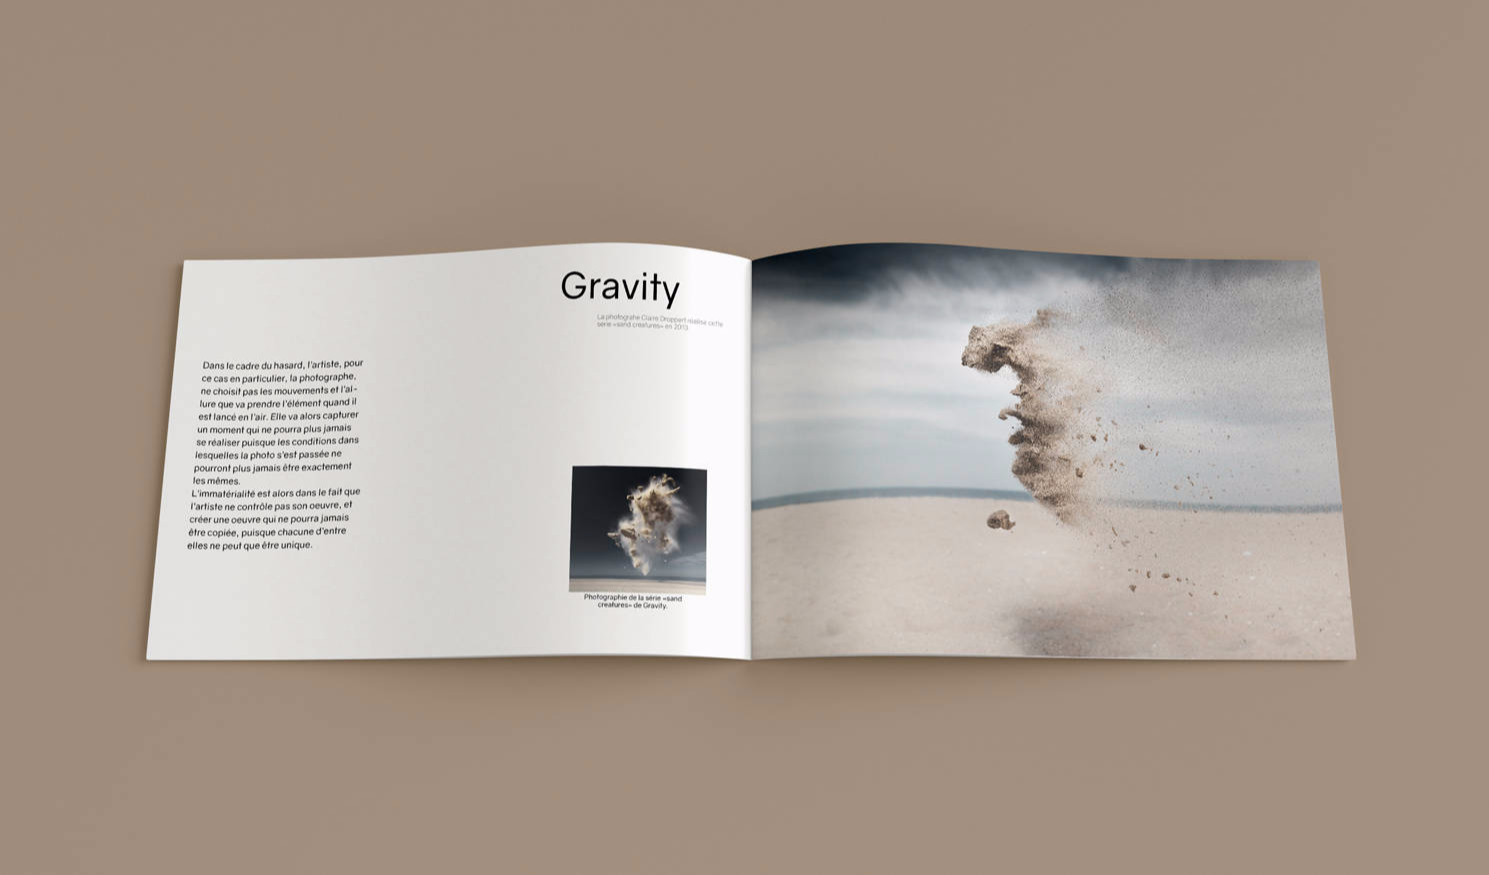 Gravity
La photograhe Claire Droppert réalise cette
série «sand creatures» en 2013.
Dans le cadre du hasard, l'artiste, pour
ce cas en particulier, la photographe,
ne choisit pas les mouvements et l'al-
lure que va prendre l'élément quand il
est lancé en l'air. Elle va alors capturer
un moment qui ne pourra plus jamais
se réaliser puisque les conditions dans
lesquelles la photo s'est passée ne
pourront plus jamais être exactement
les mêmes.
L'immatérialité est alors dans le fait que
l'artiste ne contrôle pas son oeuvre, et
créer une oeuvre qui ne pourra jamais
être copiée, puisque chacune d'entre
elles ne peut que être unique.
Photographie de la série «sand
creatures» de Gravity.